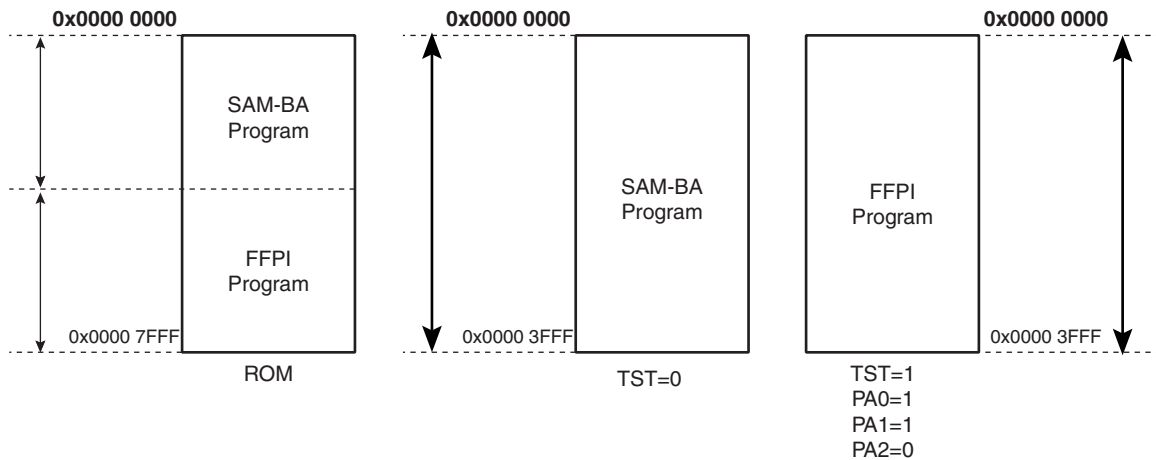 0x0000 0000
SAM-BA
Program
FFPI
Program
0x0000 7FFF
ROM
0x0000 0000
SAM-BA
Program
0x0000 3FFF
TST=0
0x0000 0000
FFPI
Program
0x0000 3FFF
TST=1
PA0=1
PA1=1
PA2=0